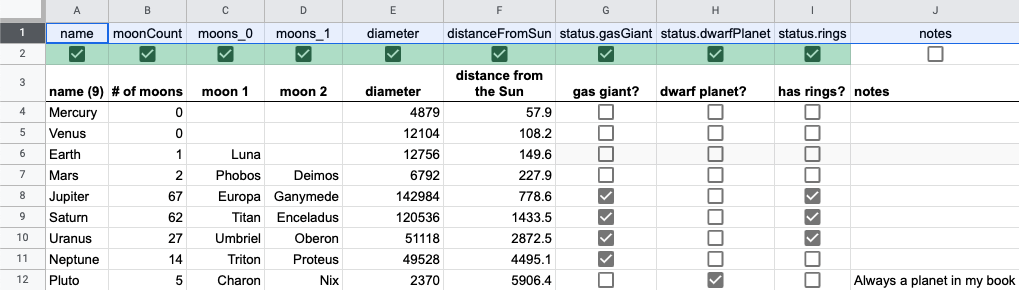 A B C D E F G H I J
1 name moonCount moons_0 moons_1 diameter distanceFromSun status.gasGiant status.dwarfPlanet status.rings notes
2
3 name (9) # of moons moon 1 moon 2 diameter distance from the Sun gas giant? dwarf planet? has rings? notes
4 Mercury 0 4879 57.9
5 Venus 0 12104 108.2
6 Earth 1 Luna 12756 149.6
7 Mars 2 Phobos Deimos 6792 227.9
8 Jupiter 67 Europa Ganymede 142984 778.6
9 Saturn 62 Titan Enceladus 120536 1433.5
10 Uranus 27 Umbriel Oberon 51118 2872.5
11 Neptune 14 Triton Proteus 49528 4495.1
12 Pluto 5 Charon Nix 2370 5906.4 Always a planet in my book